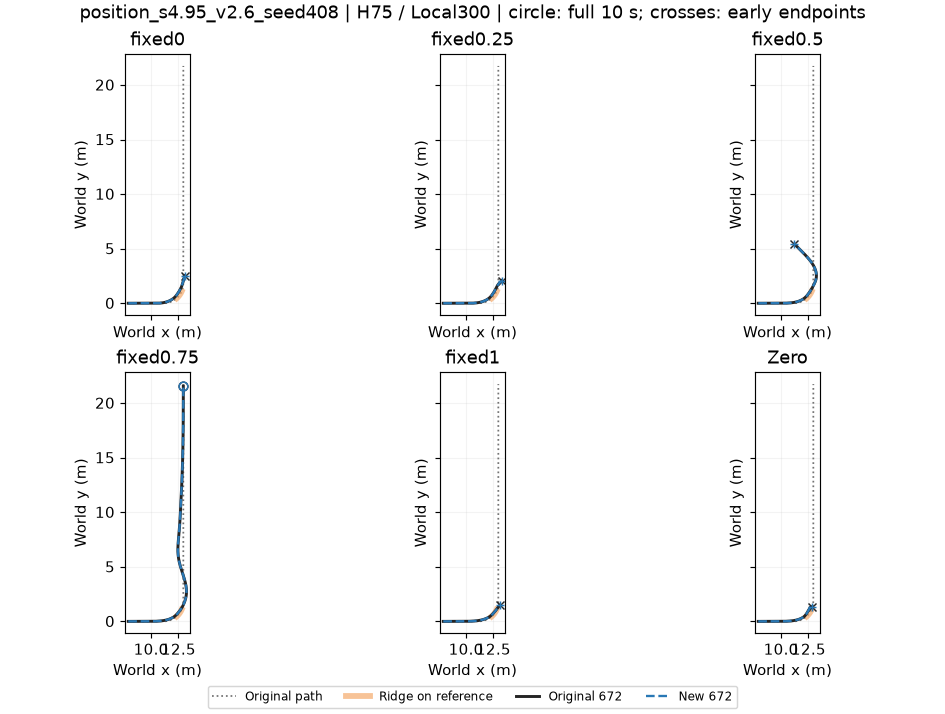 position_s4.95_v2.6_seed408 | H75 / Local300 | circle: full 10 s; crosses: early endpoints
fixed0
fixed0.25
fixed0.5
20
15
10
5
0
World y (m)
World y (m)
World y (m)
World x (m)
World x (m)
World x (m)
fixed0.75
fixed1
Zero
20
15
10
5
0
World y (m)
World y (m)
World y (m)
10.0 12.5
10.0 12.5
10.0 12.5
World x (m)
World x (m)
World x (m)
Original path
Ridge on reference
Original 672
New 672